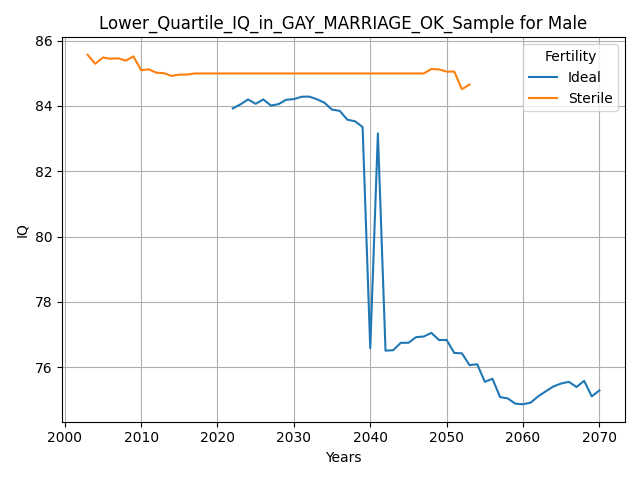 Lower_Quartile_IQ_in_GAY_MARRIAGE_OK_Sample for Male
86
84
82
80
78
76
IQ
Fertility
Ideal
Sterile
2000 2010 2020 2030 2040 2050 2060 2070
Years